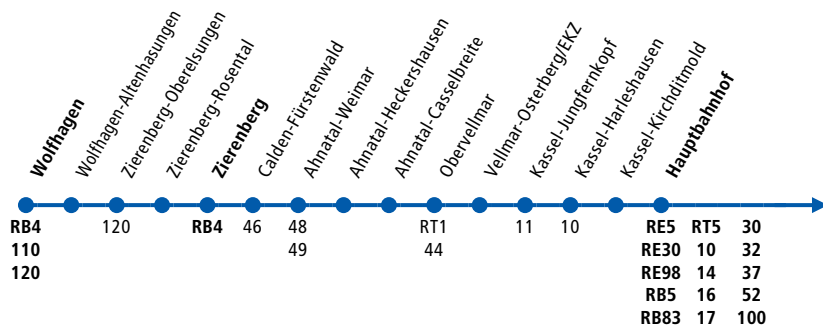 Wolfhagen
Wolfhagen-Altenhasungen
Zierenberg-Oberelsungen
Zierenberg-Rosental
Zierenberg
Calden-Fürstenwald
Ahnatal-Weimar
Ahnatal-Heckershausen
Ahnatal-Casselbreite
Obervellmar
Vellmar-Osterberg/EKZ
Kassel-Jungfernkopf
Kassel-Harleshausen
Kassel-Kirchditmold
Hauptbahnhof
RB4 120 RB4 46 48 RT1 11 10 RE5 RT5 30
110 49 44 RE30 10 32
120 RE98 14 37
RB5 16 52
RB83 17 100